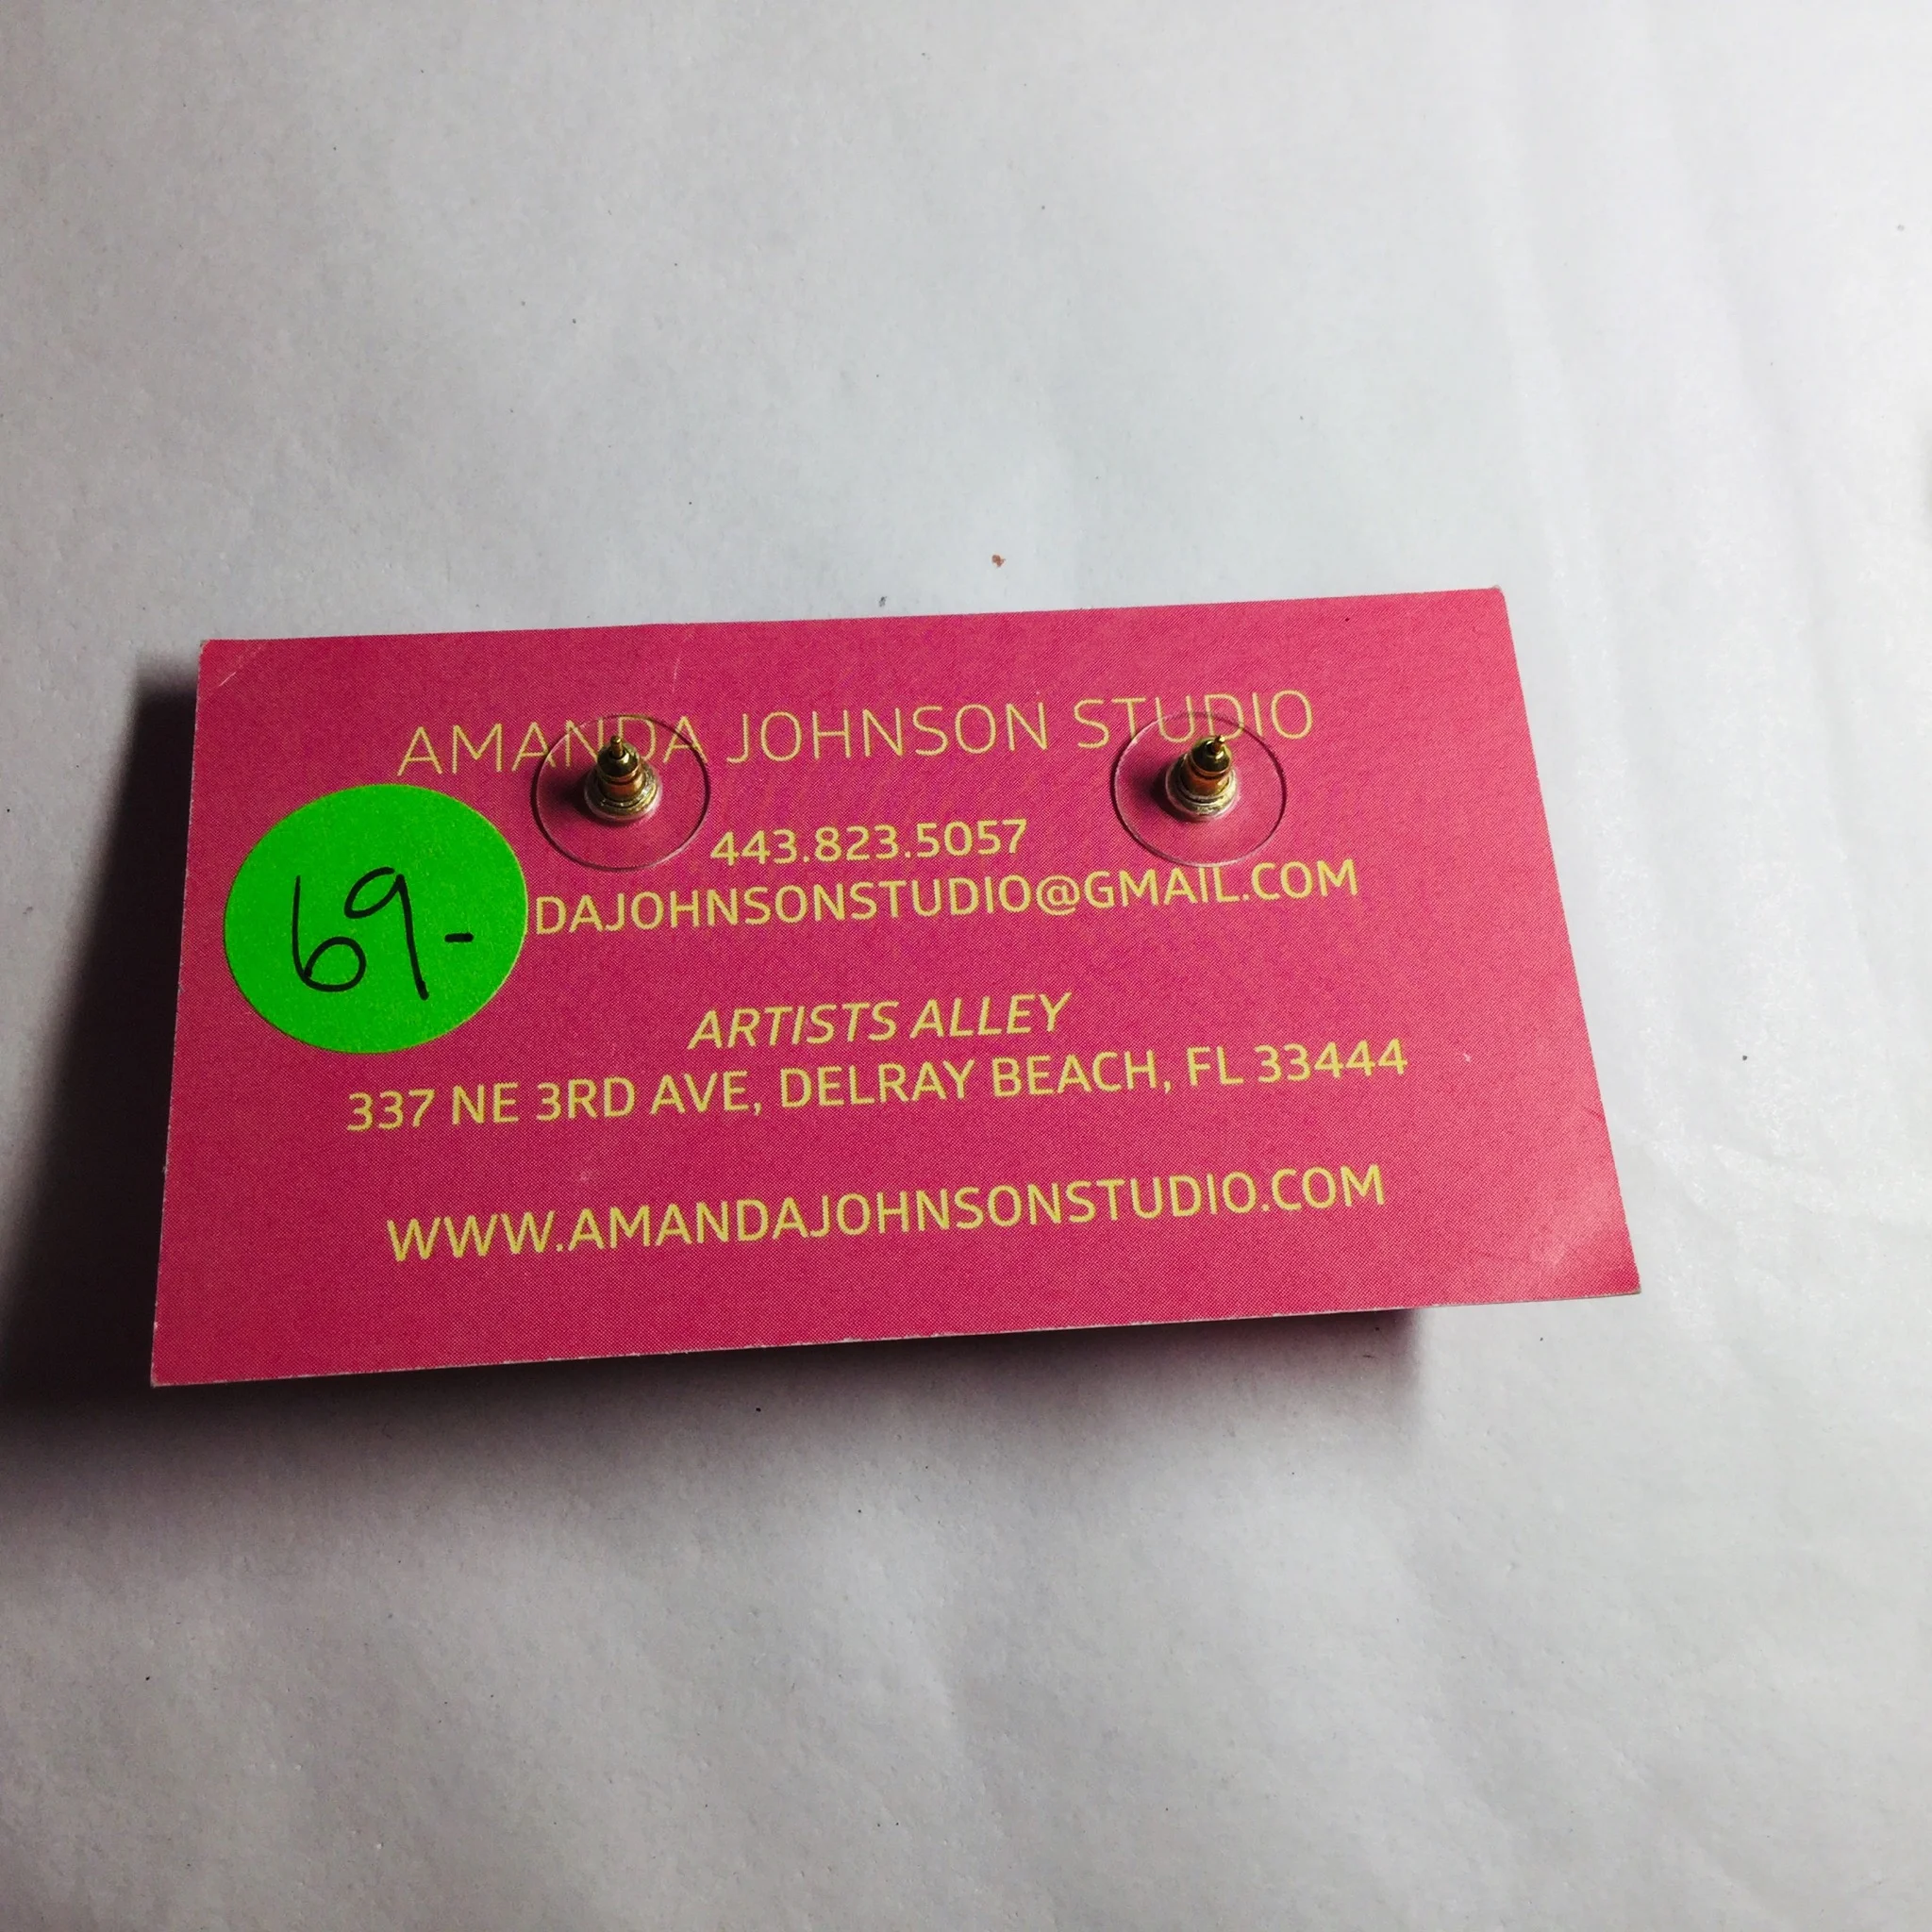 AMANDA JOHNSON STUDIO
443.823.5057
DAJOHNSONSTUDIO@GMAIL.COM
69-
ARTISTS ALLEY
337 NE 3RD AVE, DELRAY BEACH, FL 33444
WWW.AMANDAJOHNSONSTUDIO.COM